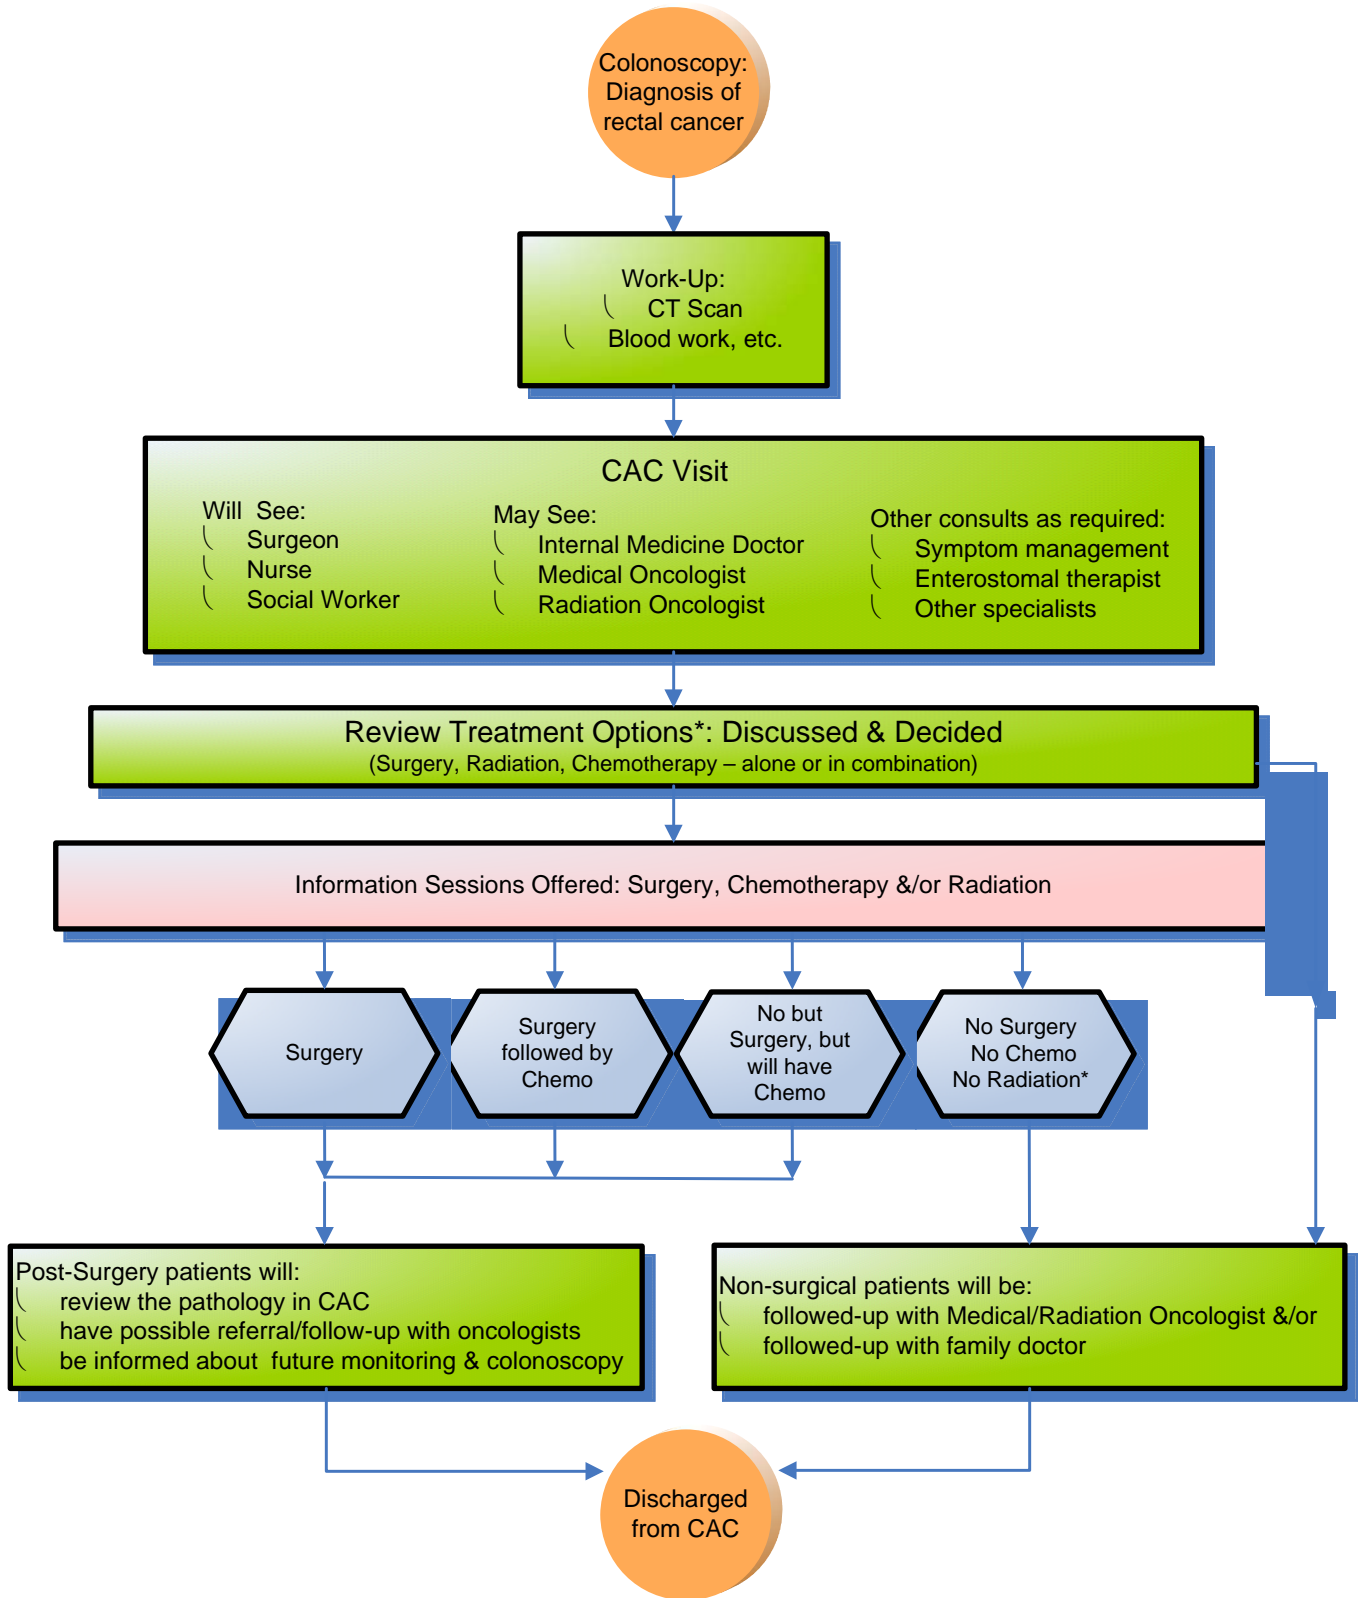 Colonoscopy:
Diagnosis of
rectal cancer
Work-Up:
CT Scan
Blood work, etc.
CAC Visit
Will See:
Surgeon
Nurse
Social Worker
May See:
Internal Medicine Doctor
Medical Oncologist
Radiation Oncologist
Other consults as required:
Symptom management
Enterostomal therapist
Other specialists
Review Treatment Options*: Discussed & Decided
(Surgery, Radiation, Chemotherapy – alone or in combination)
Information Sessions Offered: Surgery, Chemotherapy &/or Radiation
Surgery
Surgery
followed by
Chemo
No but
Surgery, but
will have
Chemo
No Surgery
No Chemo
No Radiation*
Post-Surgery patients will:
review the pathology in CAC
have possible referral/follow-up with oncologists
be informed about future monitoring & colonoscopy
Non-surgical patients will be:
followed-up with Medical/Radiation Oncologist &/or
followed-up with family doctor
Discharged
from CAC